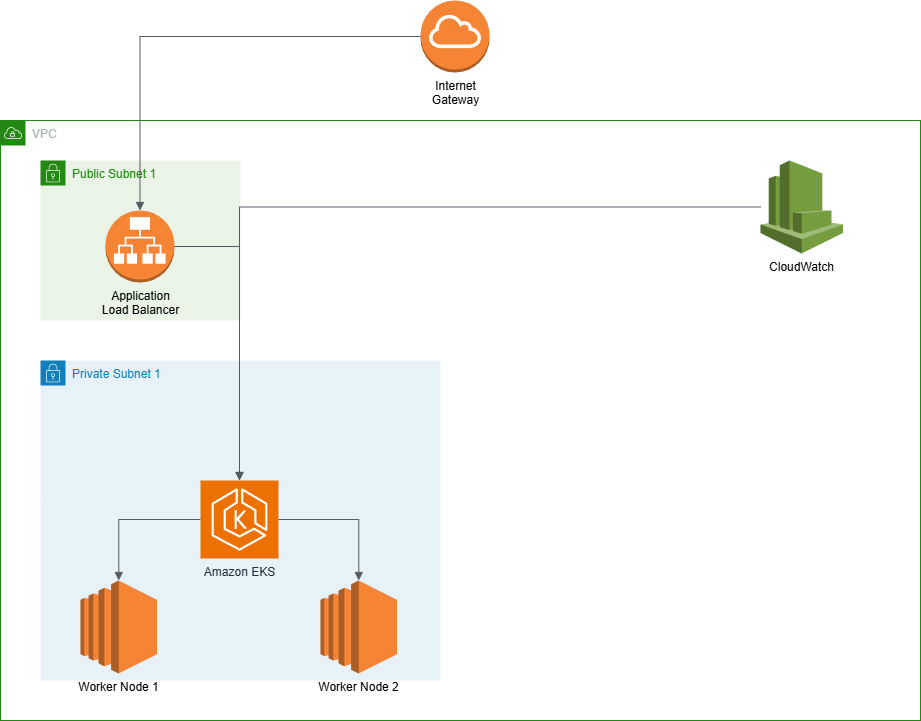 Internet
Gateway
VPC
Public Subnet 1
Application
Load Balancer
CloudWatch
Private Subnet 1
K
Amazon EKS
Worker Node 1
Worker Node 2